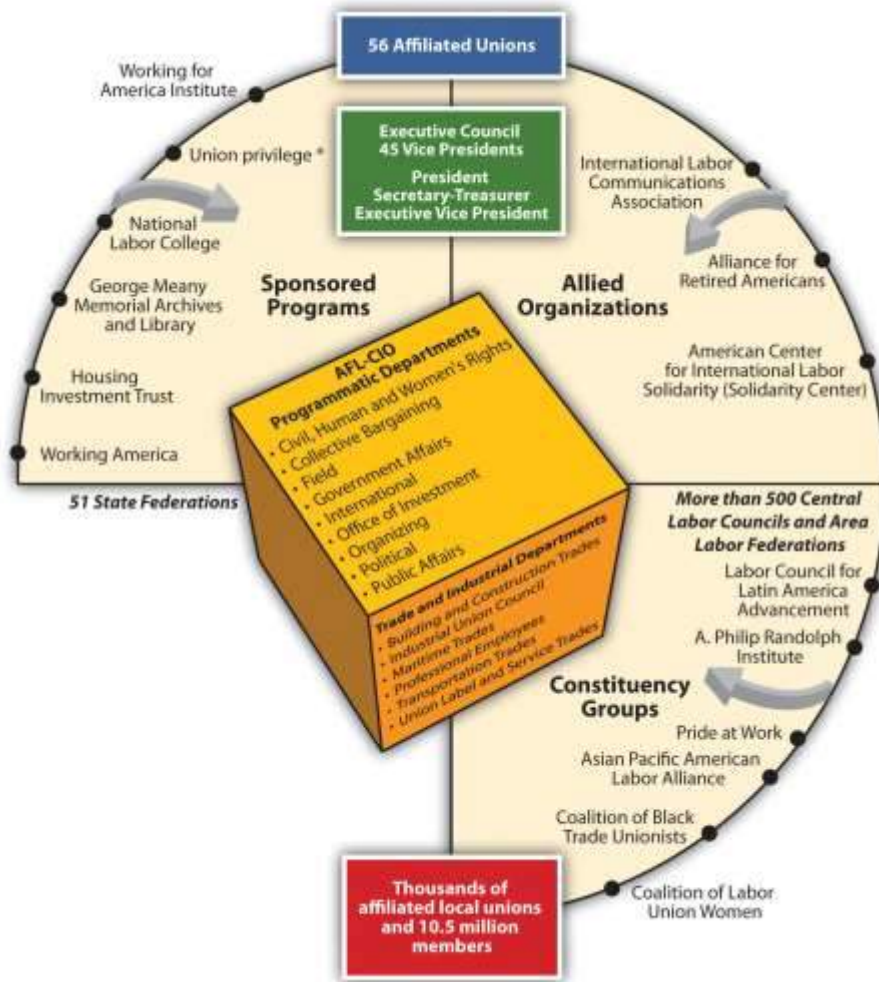 56 Affiliated Unions
Executive Council
45 Vice Presidents
President
Secretary-Treasurer
Executive Vice President
Working for
America Institute
Union privilege *
National
Labor College
George Meany
Memorial Archives
and Library
Housing
Investment Trust
Working America
Sponsored
Programs
International Labor
Communications
Association
Alliance for
Retired Americans
American Center
for International Labor
Solidarity (Solidarity Center)
Allied
Organizations
AFL-CIO
Programmatic Departments
• Civil, Human and Women's Rights
• Collective Bargaining
• Field
• Government Affairs
• International
• Office of Investment
• Organizing
• Political
• Public Affairs
Trade and Industrial Departments
• Building and Construction Trades
• Industrial Union Council
• Maritime Trades
• Professional Employees
• Transportation Trades
• Union Label and Service Trades
51 State Federations
More than 500 Central
Labor Councils and Area
Labor Federations
Labor Council for
Latin America
Advancement
A. Philip Randolph
Institute
Constituency
Groups
Pride at Work
Asian Pacific American
Labor Alliance
Coalition of Black
Trade Unionists
Coalition of Labor
Union Women
Thousands of
affiliated local unions
and 10.5 million
members